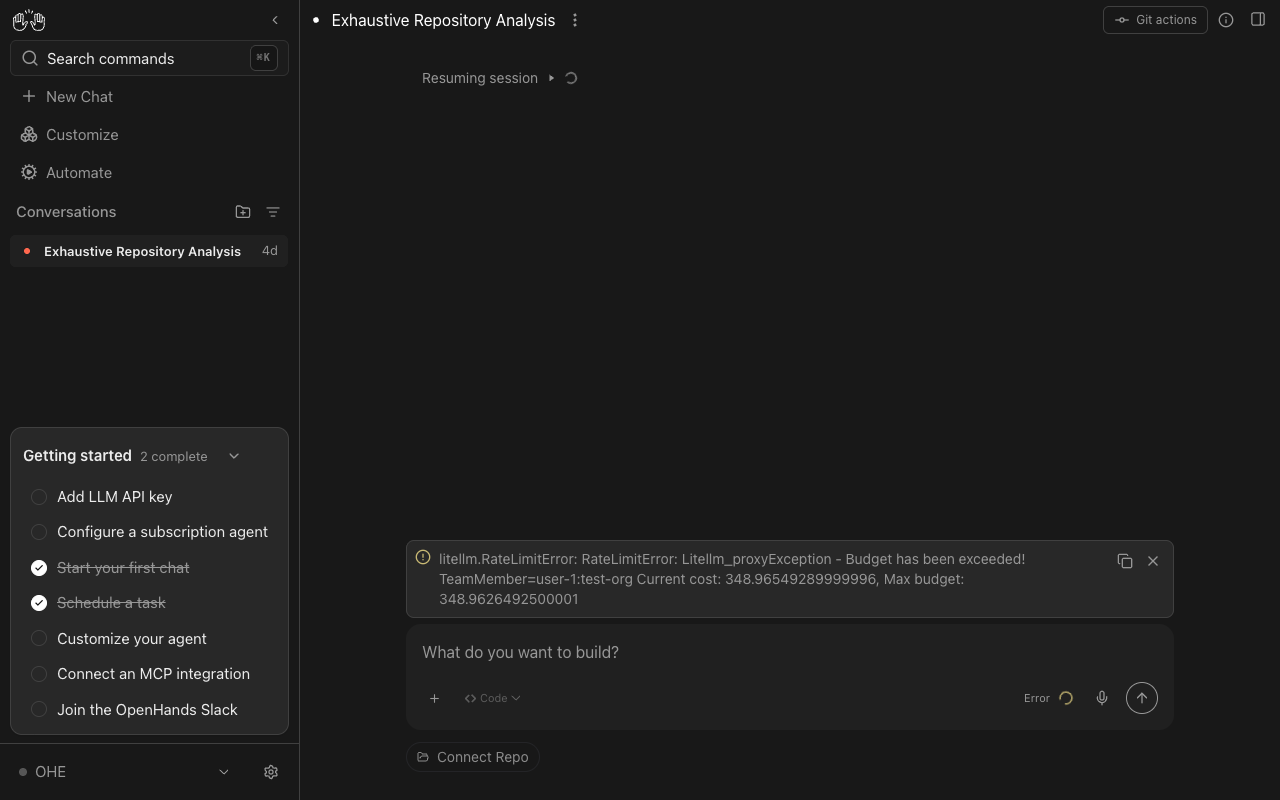 Search commands
⌘K
New Chat
Customize
Automate
Conversations
Exhaustive Repository Analysis 4d
Getting started 2 complete
Add LLM API key
Configure a subscription agent
Start your first chat
Schedule a task
Customize your agent
Connect an MCP integration
Join the OpenHands Slack
OHE
Exhaustive Repository Analysis
Git actions
Resuming session
litellm.RateLimitError: RateLimitError: Litellm_proxyException - Budget has been exceeded!
TeamMember=user-1:test-org Current cost: 348.96549289999996, Max budget:
348.9626492500001
What do you want to build?
Code
Error
Connect Repo